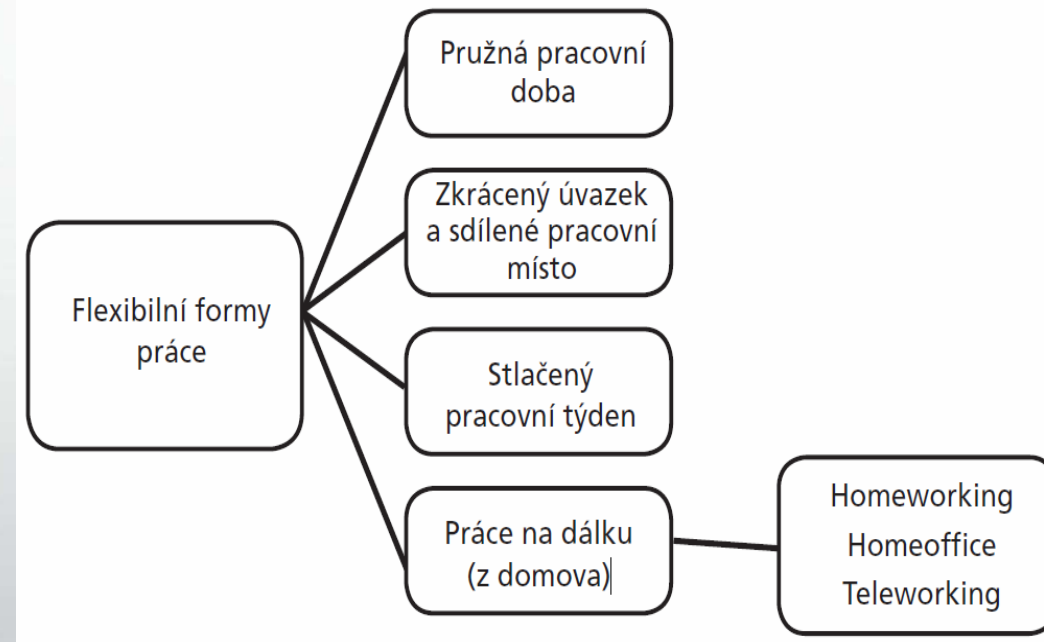 Flexibilní formy
práce
Pružná pracovní
doba
Zkrácený úvazek
a sdílené pracovní
místo
Stlačený
pracovní týden
Práce na dálku
(z domova)
Homeworking
Homeoffice
Teleworking